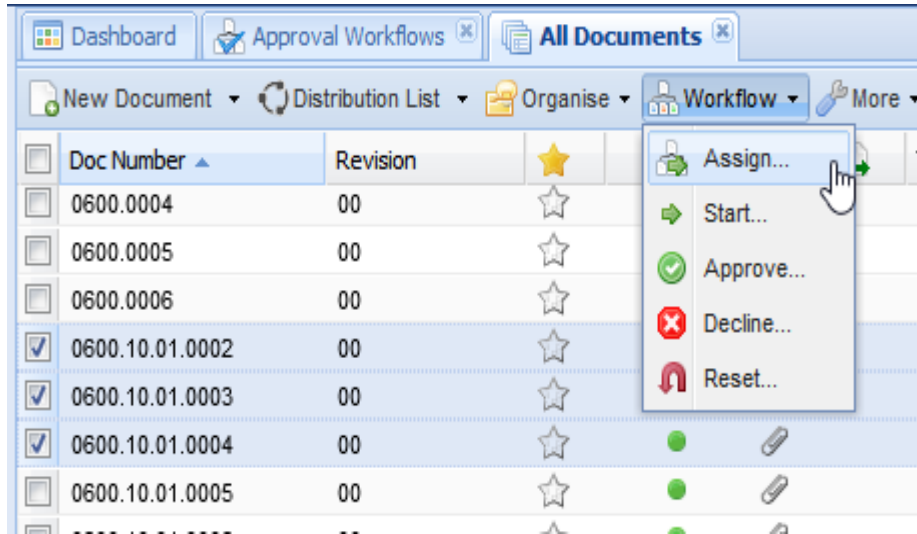 Dashboard Approval Workflows All Documents
New Document Distribution List Organise Workflow More
Doc Number Revision
Assign...
0600.0004 00
Start...
0600.0005 00
Approve...
0600.0006 00
Decline...
0600.10.01.0002 00
Reset...
0600.10.01.0003 00
0600.10.01.0004 00
0600.10.01.0005 00